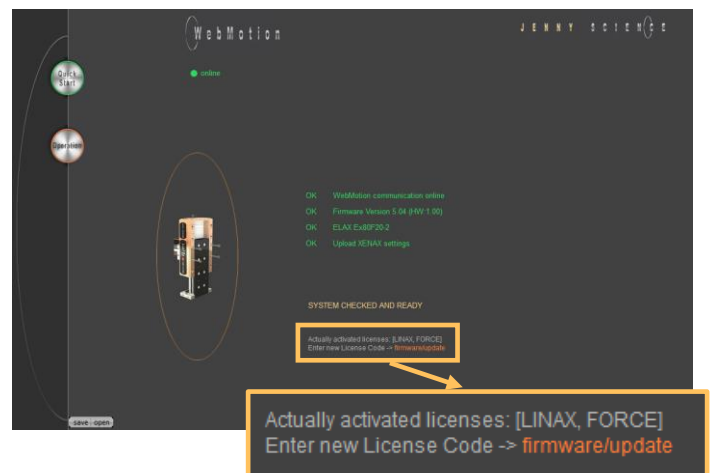 WebMotion
JENNY SCIENCE
Quick
Start
online
Operation
OK WebMotion communication online
OK Firmware Version 5.04 (HW 1.00)
OK ELAX Ex80F20-2
OK Upload XENAX settings
SYSTEM CHECKED AND READY
Actually activated licenses: [LINAX, FORCE]
Enter new License Code -> firmware/update
save open
Actually activated licenses: [LINAX, FORCE]
Enter new License Code -> firmware/update